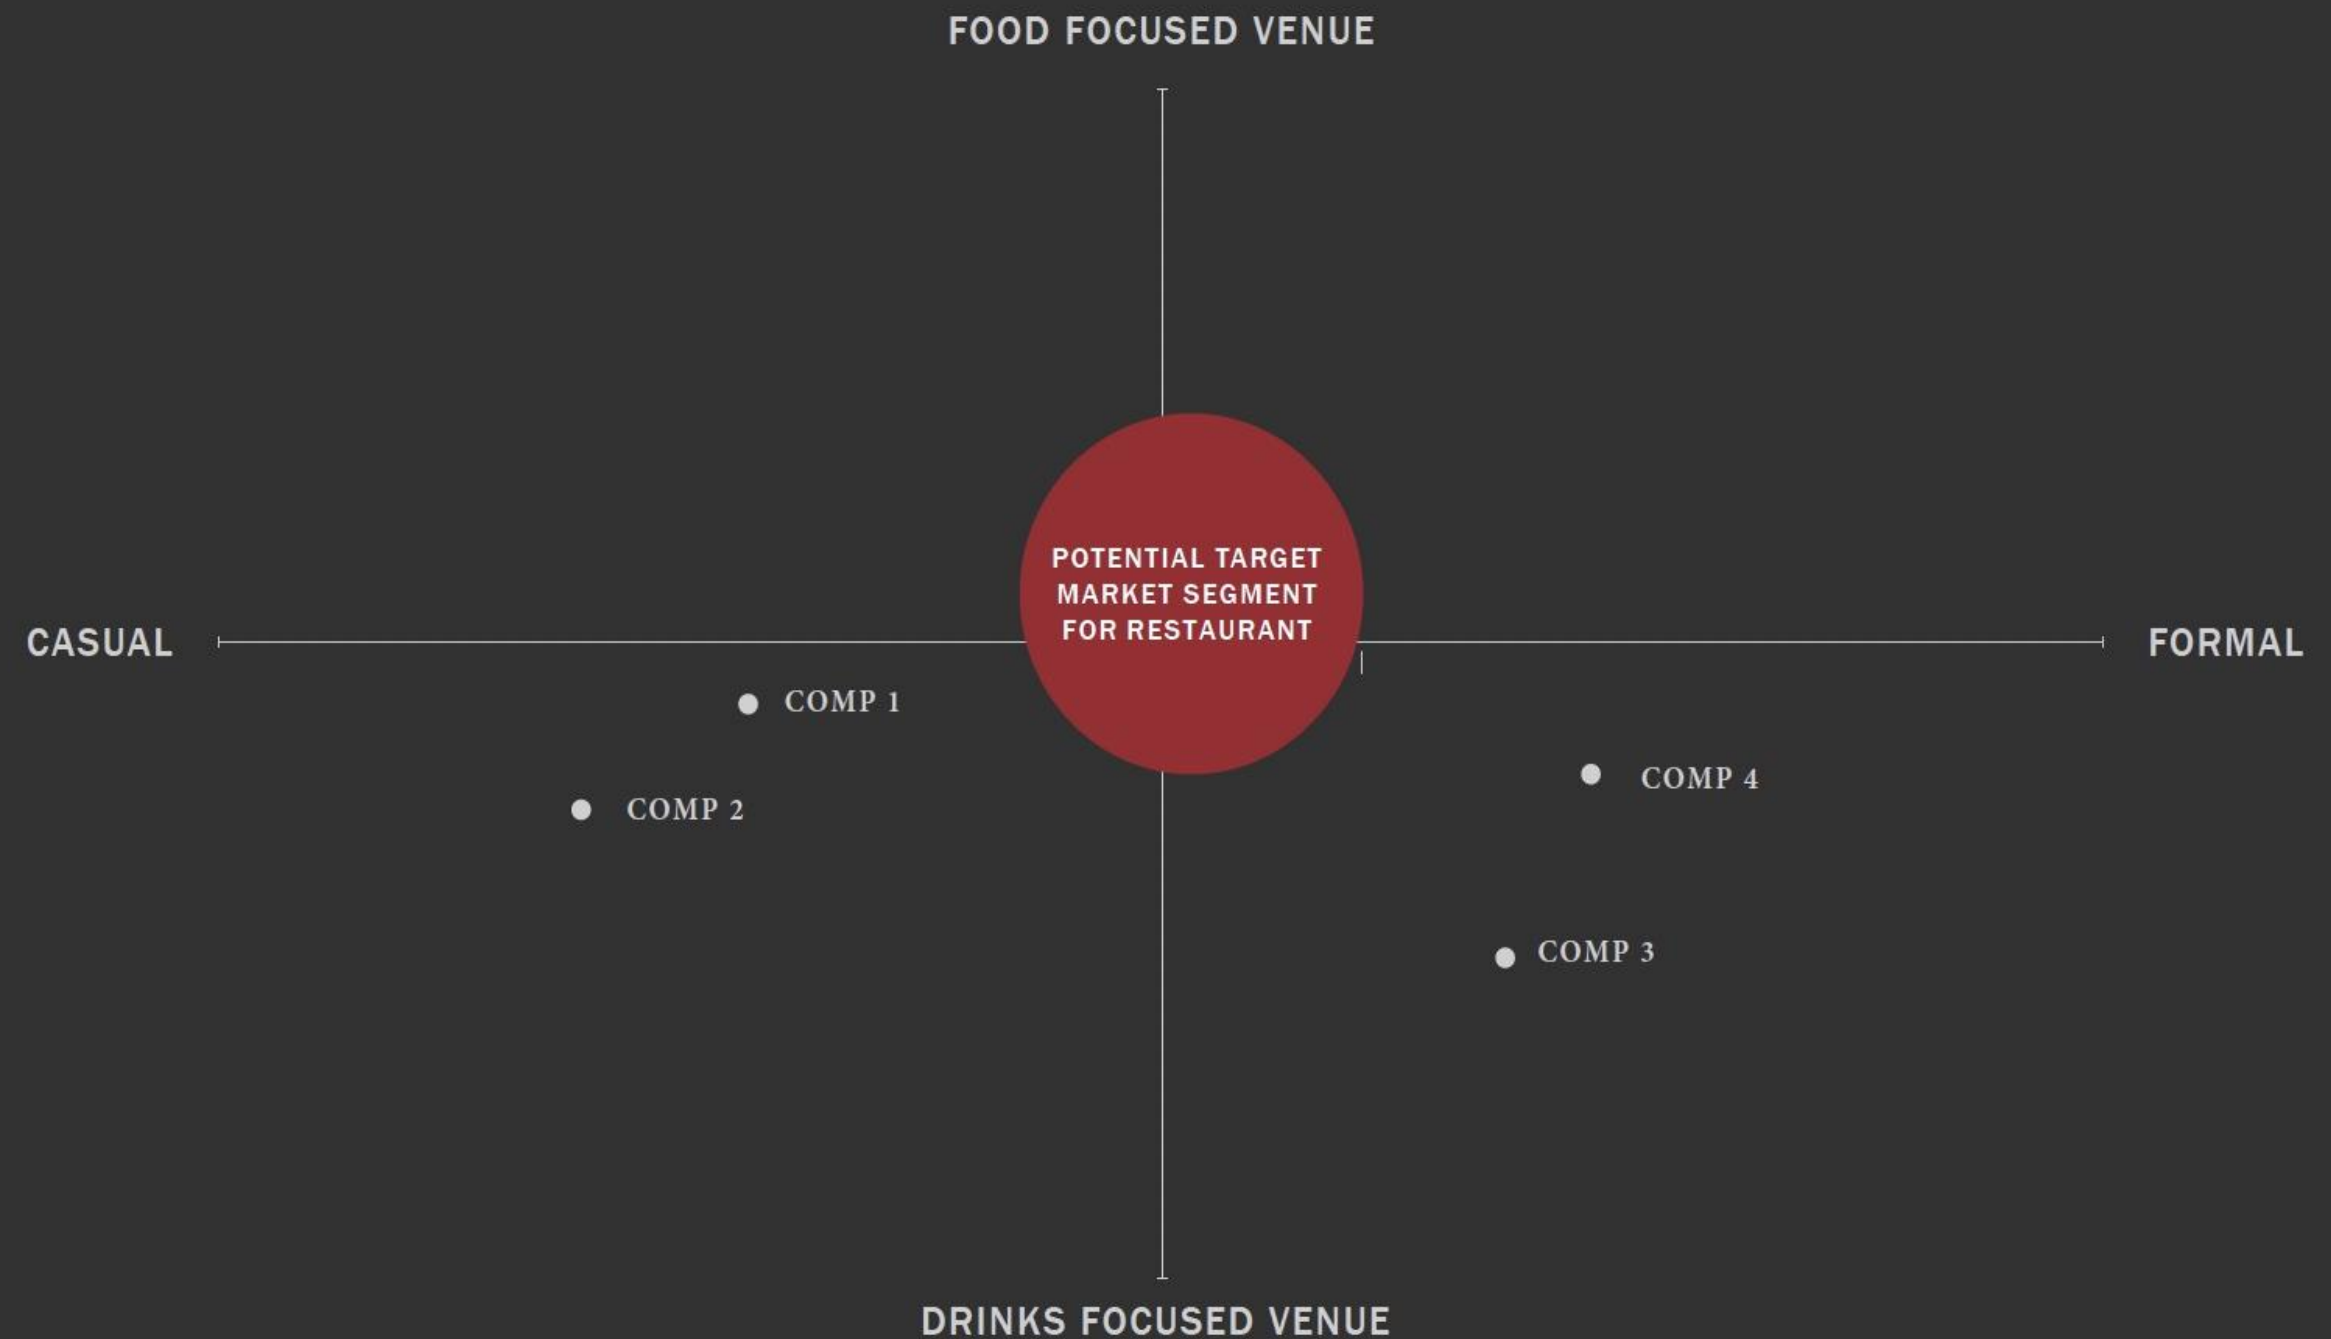 FOOD FOCUSED VENUE
POTENTIAL TARGET
MARKET SEGMENT
FOR RESTAURANT
CASUAL
FORMAL
COMP 1
COMP 4
COMP 2
COMP 3
DRINKS FOCUSED VENUE